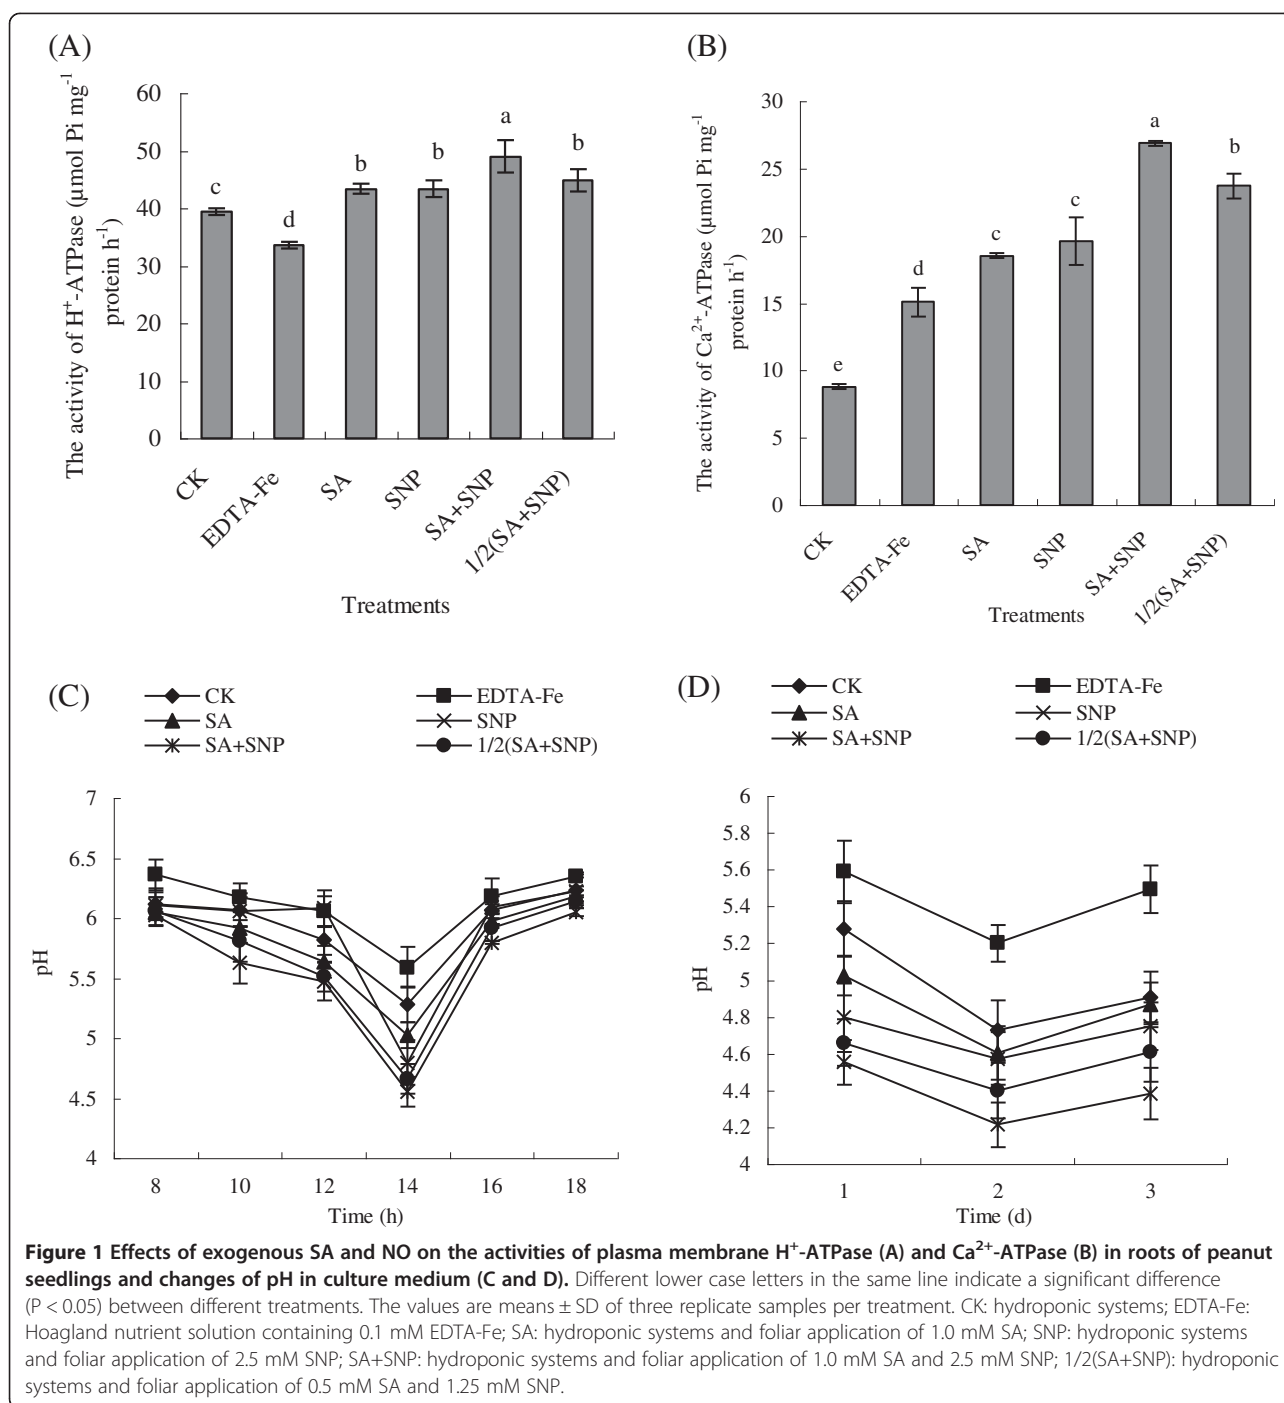 (A)
The activity of H⁺-ATPase (µmol Pi mg⁻¹
protein h⁻¹)
60
50
40
30
20
10
0
c
d
b
b
a
b
CK
EDTA-Fe
SA
SNP
SA+SNP
1/2(SA+SNP)
Treatments
(B)
The activity of Ca²⁺-ATPase (µmol Pi mg⁻¹
protein h⁻¹)
30
25
20
15
10
5
0
e
d
c
c
a
b
CK
EDTA-Fe
SA
SNP
SA+SNP
1/2(SA+SNP)
Treatments
(C)
CK
EDTA-Fe
SA
SNP
SA+SNP
1/2(SA+SNP)
pH
7
6.5
6
5.5
5
4.5
4
8 10 12 14 16 18
Time (h)
(D)
CK
EDTA-Fe
SA
SNP
SA+SNP
1/2(SA+SNP)
pH
6
5.8
5.6
5.4
5.2
5
4.8
4.6
4.4
4.2
4
1 2 3
Time (d)
Figure 1 Effects of exogenous SA and NO on the activities of plasma membrane H⁺-ATPase (A) and Ca²⁺-ATPase (B) in roots of peanut
seedlings and changes of pH in culture medium (C and D). Different lower case letters in the same line indicate a significant difference
(P < 0.05) between different treatments. The values are means ± SD of three replicate samples per treatment. CK: hydroponic systems; EDTA-Fe:
Hoagland nutrient solution containing 0.1 mM EDTA-Fe; SA: hydroponic systems and foliar application of 1.0 mM SA; SNP: hydroponic systems
and foliar application of 2.5 mM SNP; SA+SNP: hydroponic systems and foliar application of 1.0 mM SA and 2.5 mM SNP; 1/2(SA+SNP): hydroponic
systems and foliar application of 0.5 mM SA and 1.25 mM SNP.